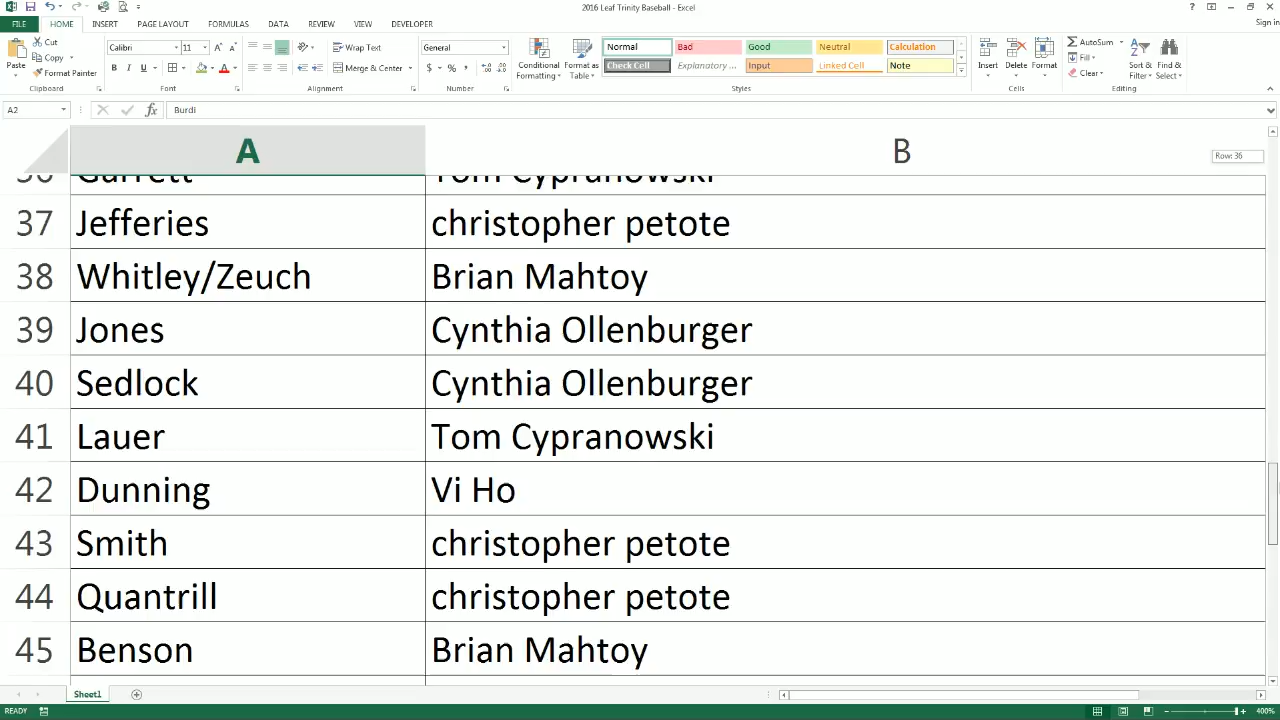 2016 Leaf Trinity Baseball - Excel
Sign in
FILE HOME INSERT PAGE LAYOUT FORMULAS DATA REVIEW VIEW DEVELOPER
Paste
Cut
Copy
Format Painter
Clipboard
Calibri 11
B I U
Font
Wrap Text
Merge & Center
Alignment
General
$ % ,
Number
Conditional Formatting
Format as Table
Normal Bad Good Neutral Calculation
Check Cell Explanatory ... Input Linked Cell Note
Styles
Insert Delete Format
Cells
AutoSum
Fill
Clear
Sort & Filter
Find & Select
Editing
A2 fx Burdi
A B
Row: 36
36 Garrett Tom Cypranowski
37 Jefferies christopher petote
38 Whitley/Zeuch Brian Mahtoy
39 Jones Cynthia Ollenburger
40 Sedlock Cynthia Ollenburger
41 Lauer Tom Cypranowski
42 Dunning Vi Ho
43 Smith christopher petote
44 Quantrill christopher petote
45 Benson Brian Mahtoy
Sheet1
READY
400%